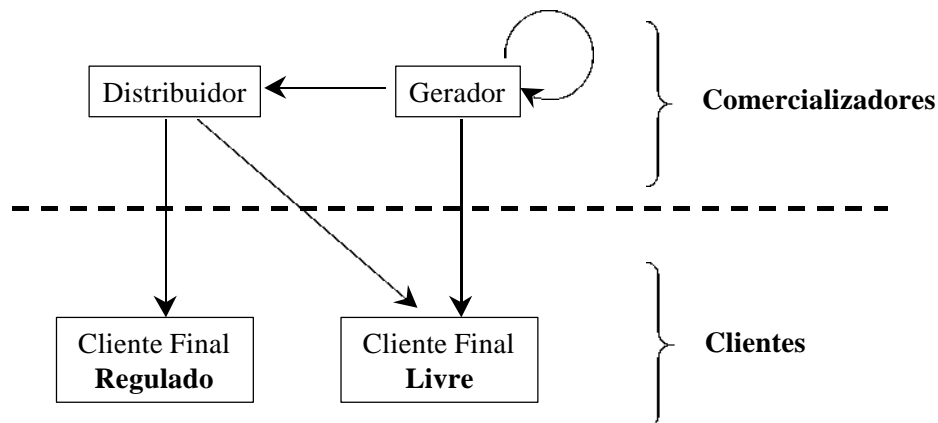 Distribuidor
Gerador
Comercializadores
Cliente Final
Regulado
Cliente Final
Livre
Clientes